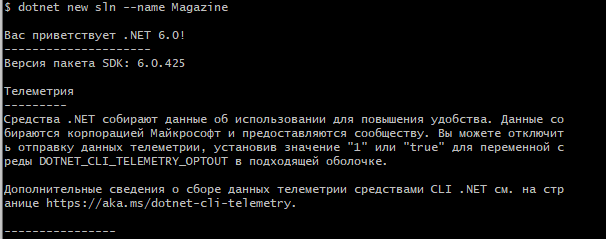 $ dotnet new sln --name Magazine
Вас приветствует .NET 6.0!
---------------------
Версия пакета SDK: 6.0.425
Телеметрия
---------
Средства .NET собирают данные об использовании для повышения удобства. Данные со
бираются корпорацией Майкрософт и предоставляются сообществу. Вы можете отключит
ь отправку данных телеметрии, установив значение "1" или "true" для переменной с
реды DOTNET_CLI_TELEMETRY_OPTOUT в подходящей оболочке.
Дополнительные сведения о сборе данных телеметрии средствами CLI .NET см. на стр
анице https://aka.ms/dotnet-cli-telemetry.
----------------